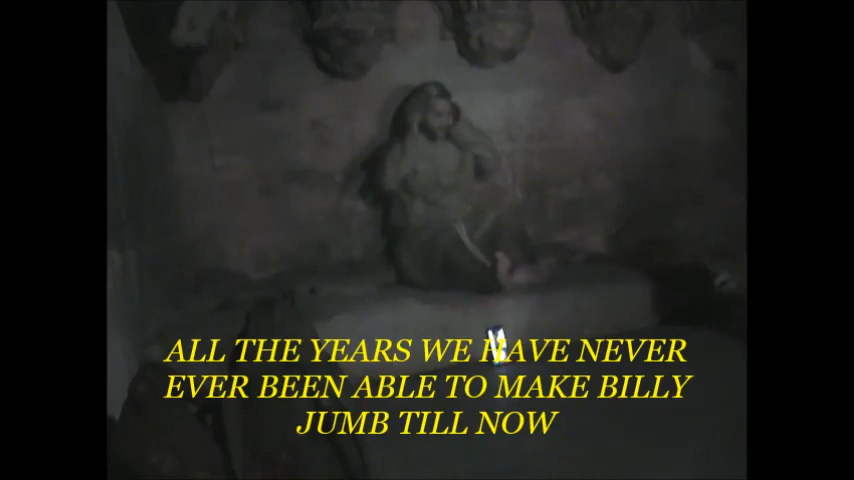 ALL THE YEARS WE HAVE NEVER
EVER BEEN ABLE TO MAKE BILLY
JUMB TILL NOW